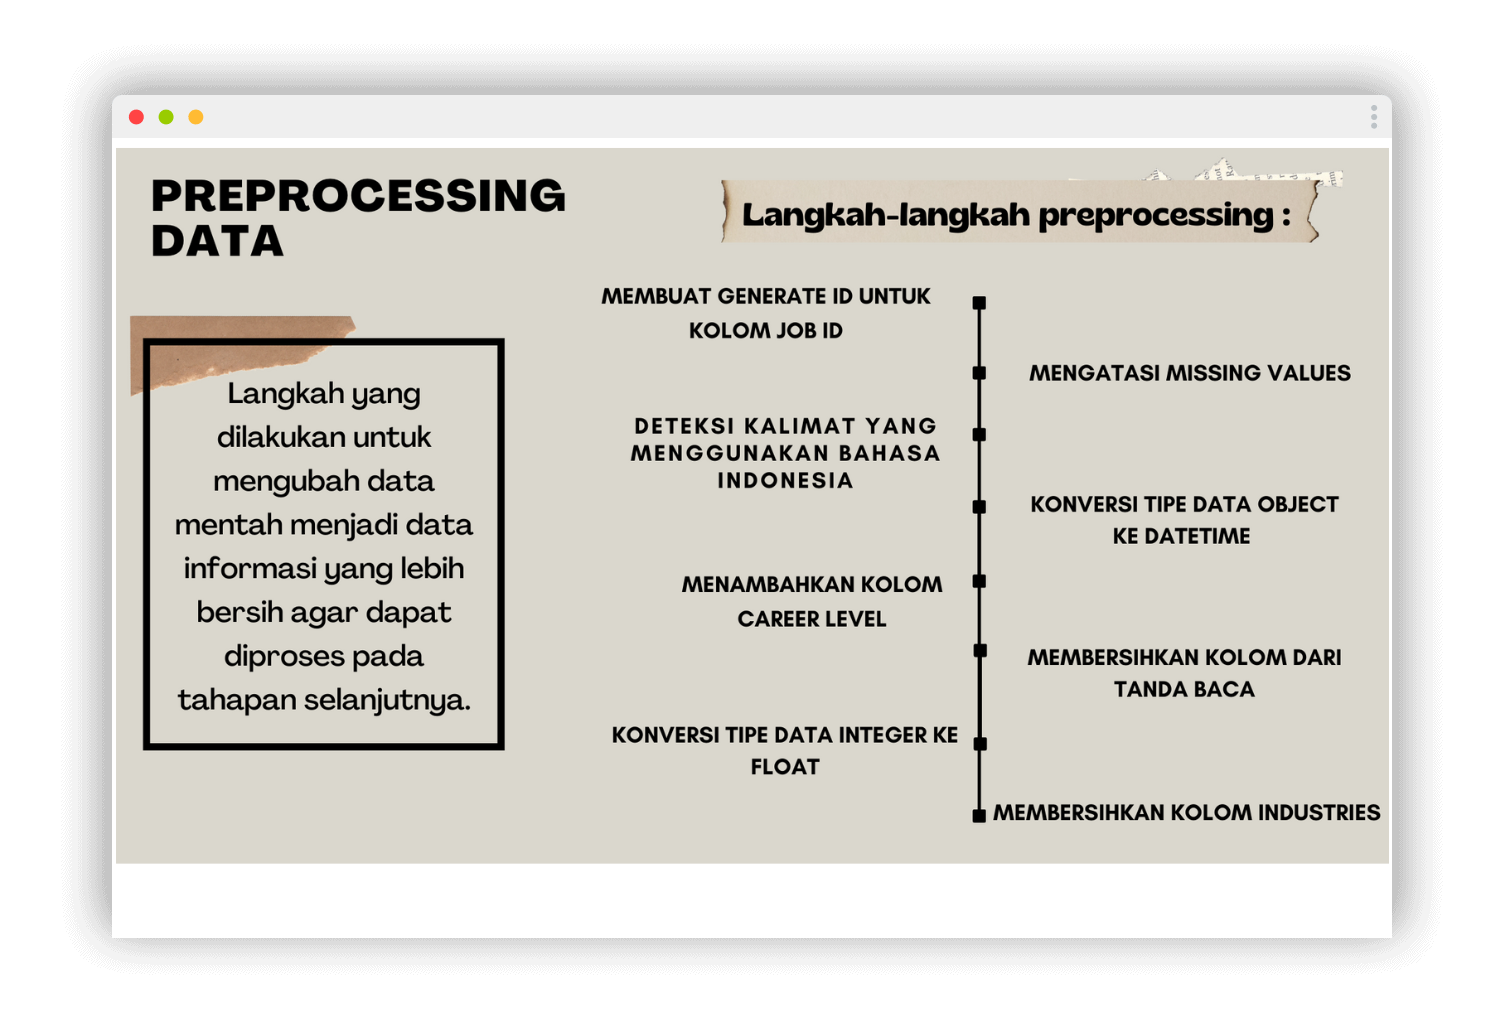 PREPROCESSING
DATA
Langkah yang
dilakukan untuk
mengubah data
mentah menjadi data
informasi yang lebih
bersih agar dapat
diproses pada
tahapan selanjutnya.
Langkah-langkah preprocessing :
MEMBUAT GENERATE ID UNTUK
KOLOM JOB ID
MENGATASI MISSING VALUES
DETEKSI KALIMAT YANG
MENGGUNAKAN BAHASA
INDONESIA
KONVERSI TIPE DATA OBJECT
KE DATETIME
MENAMBAHKAN KOLOM
CAREER LEVEL
MEMBERSIHKAN KOLOM DARI
TANDA BACA
KONVERSI TIPE DATA INTEGER KE
FLOAT
MEMBERSIHKAN KOLOM INDUSTRIES